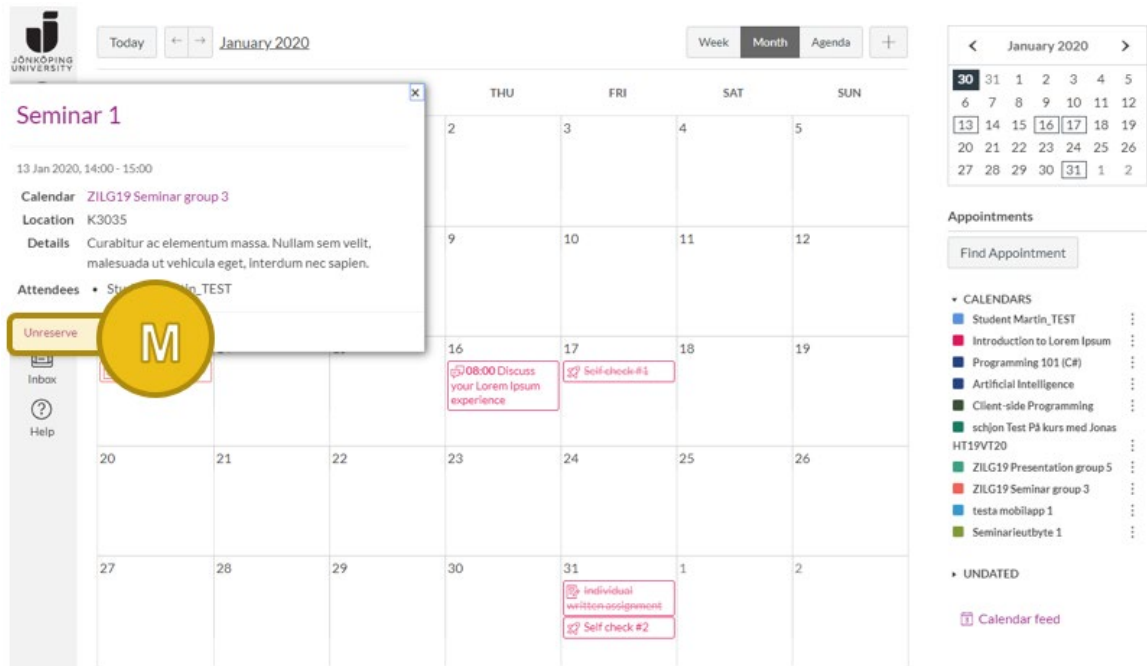 JÖNKÖPING
UNIVERSITY
Today
← → January 2020
Week Month Agenda +
THU FRI SAT SUN
Seminar 1
13 Jan 2020, 14:00 - 15:00
Calendar ZILG19 Seminar group 3
Location K3035
Details Curabitur ac elementum massa. Nullam sem velit,
malesuada ut vehicula eget, interdum nec sapien.
Attendees • Martin_TEST
Unreserve
M
Inbox
Help
2 3 4 5
9 10 11 12
16 17 18 19
08:00 Discuss
your Lorem Ipsum
experience
Self check #1
20 21 22 23 24 25 26
27 28 29 30 31 1 2
individual
written assignment
Self check #2
January 2020
30 31 1 2 3 4 5
6 7 8 9 10 11 12
13 14 15 16 17 18 19
20 21 22 23 24 25 26
27 28 29 30 31 1 2
Appointments
Find Appointment
CALENDARS
Student Martin_TEST
Introduction to Lorem Ipsum
Programming 101 (C#)
Artificial Intelligence
Client-side Programming
schjon Test På kurs med Jonas
HT19VT20
ZILG19 Presentation group 5
ZILG19 Seminar group 3
testa mobilapp 1
Seminarieutbyte 1
UNDATED
Calendar feed